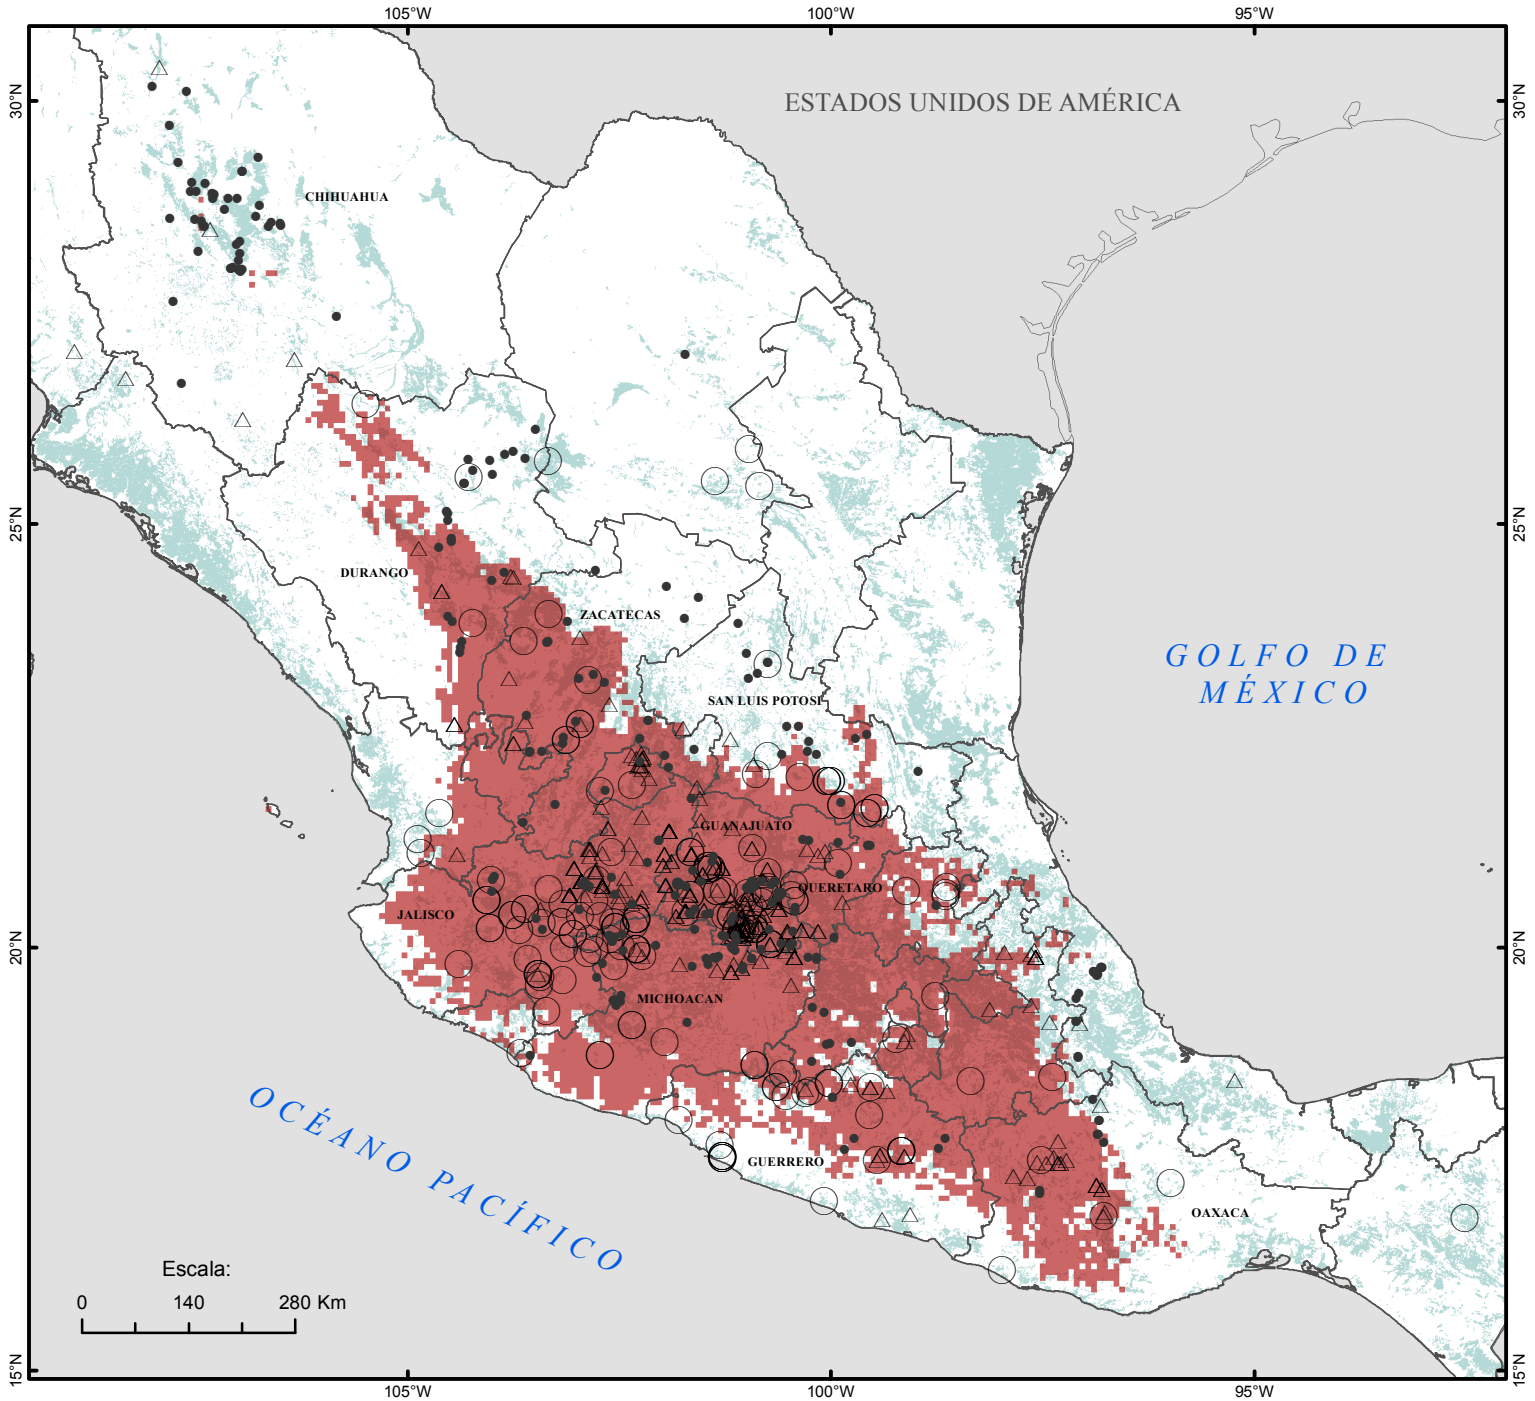 105°W 100°W 95°W
30°N 30°N
ESTADOS UNIDOS DE AMÉRICA
CHIHUAHUA
25°N 25°N
DURANGO
ZACATECAS
GOLFO DE
MÉXICO
SAN LUIS POTOSI
GUANAJUATO
QUERETARO
JALISCO
20°N 20°N
MICHOACAN
OCÉANO PACÍFICO
GUERRERO
OAXACA
Escala:
0 140 280 Km
15°N 15°N
105°W 100°W 95°W